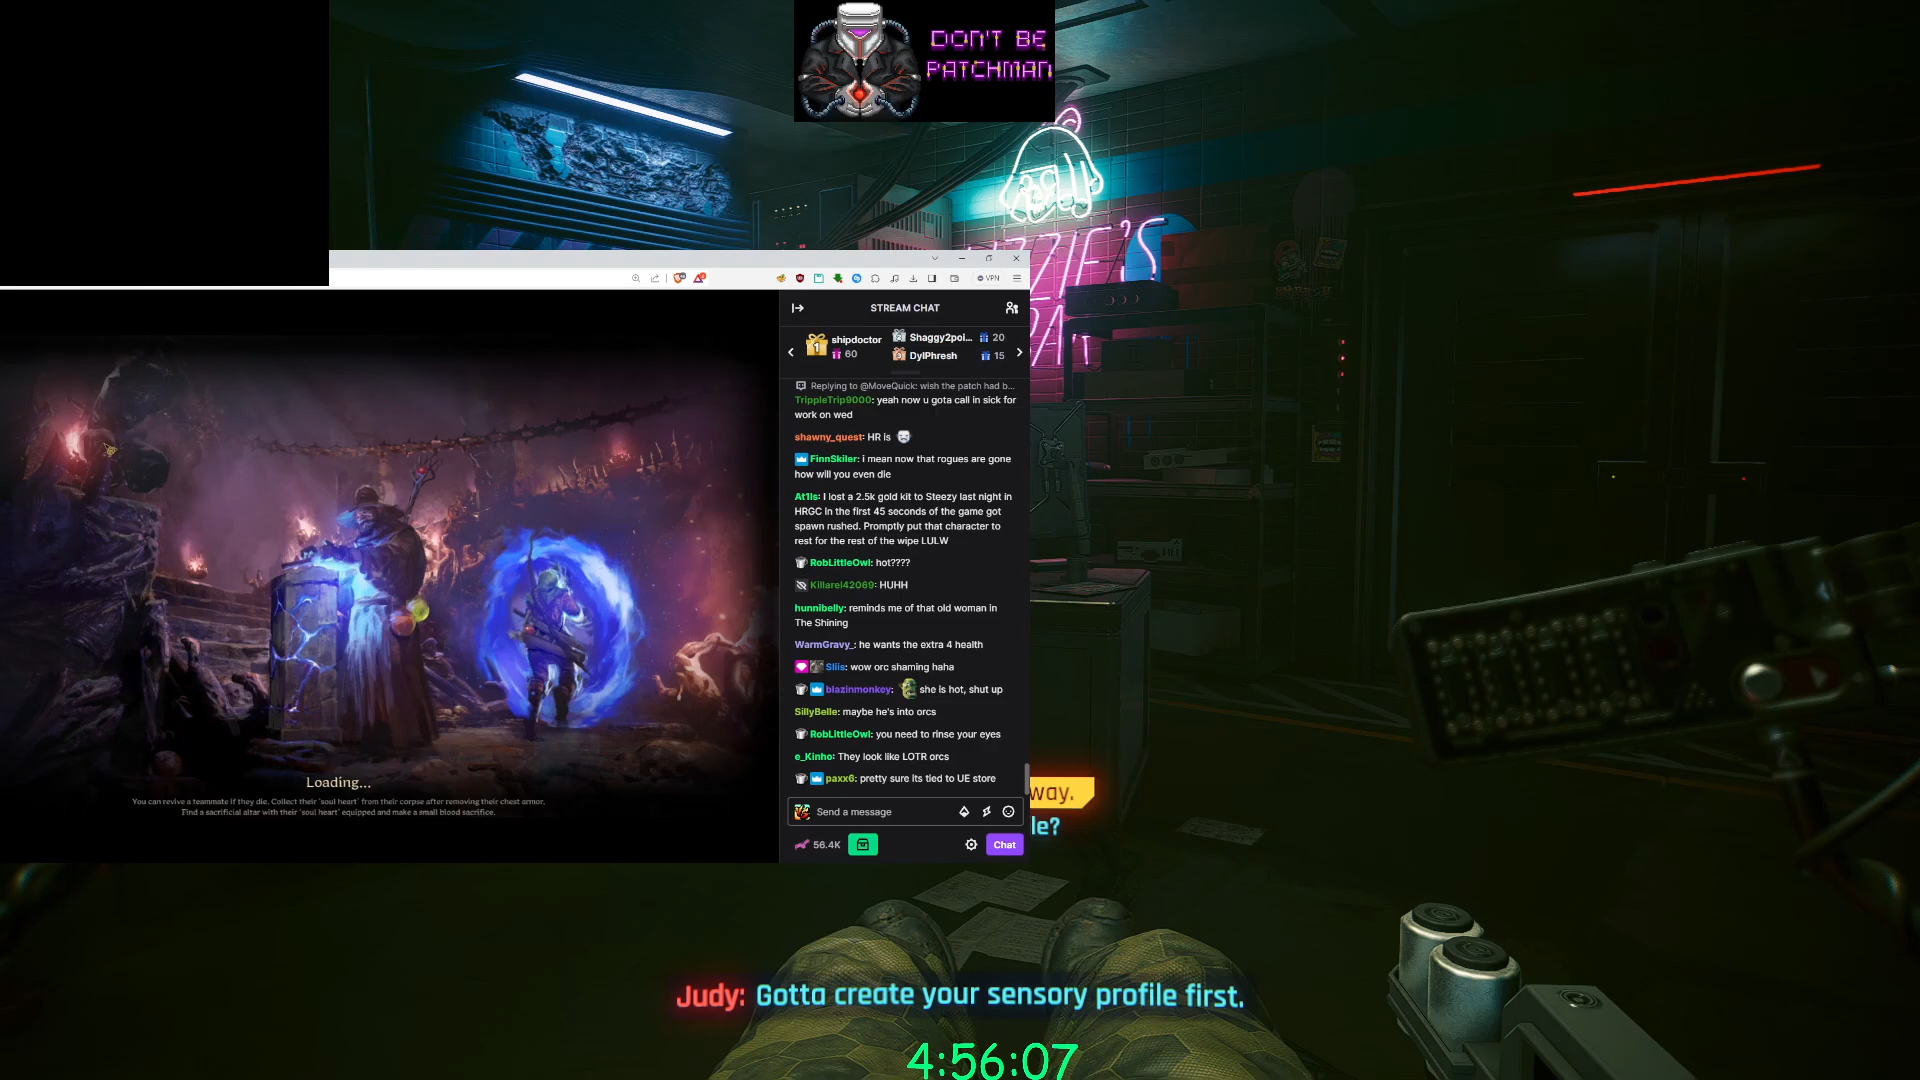 DON'T BE
PATCHMAN
VPN
STREAM CHAT
1 shipdoctor
60
Shaggy2pol... 20
DylPhresh 15
Replying to @MoveQuick: wish the patch had b...
TrippleTrip9000: yeah now u gota call in sick for
work on wed
shawny_quest: HR is
FinnSkiler: i mean now that rogues are gone
how will you even die
At1ls: I lost a 2.5k gold kit to Steezy last night in
HRGC in the first 45 seconds of the game got
spawn rushed. Promptly put that character to
rest for the rest of the wipe LULW
RobLittleOwl: hot????
Killarel42069: HUHH
hunnibelly: reminds me of that old woman in
The Shining
WarmGravy_: he wants the extra 4 health
Sliis: wow orc shaming haha
blazinmonkey: she is hot, shut up
SillyBelle: maybe he's into orcs
RobLittleOwl: you need to rinse your eyes
e_Kinho: They look like LOTR orcs
paxx6: pretty sure its tied to UE store
Send a message
56.4K
Chat
Loading...
You can revive a teammate if they die. Collect their 'soul heart' from their corpse after removing their chest armor.
Find a sacrificial altar with their 'soul heart' equipped and make a small blood sacrifice.
way.
le?
Judy: Gotta create your sensory profile first.
4:56:07